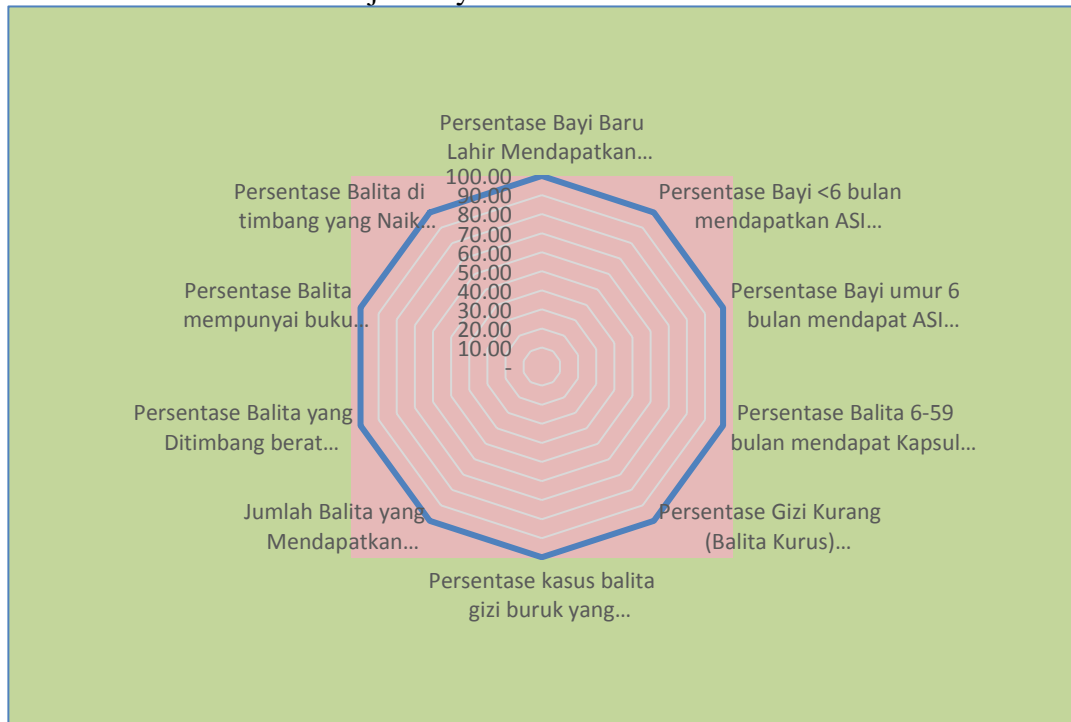 Persentase Bayi Baru
Lahir Mendapatkan...
Persentase Bayi <6 bulan
mendapatkan ASI...
Persentase Bayi umur 6
bulan mendapat ASI...
Persentase Balita 6-59
bulan mendapat Kapsul...
Persentase Gizi Kurang
(Balita Kurus)...
Persentase kasus balita
gizi buruk yang...
Jumlah Balita yang
Mendapatkan...
Persentase Balita yang
Ditimbang berat...
Persentase Balita
mempunyai buku...
Persentase Balita di
timbang yang Naik...
100.00
90.00
80.00
70.00
60.00
50.00
40.00
30.00
20.00
10.00
-